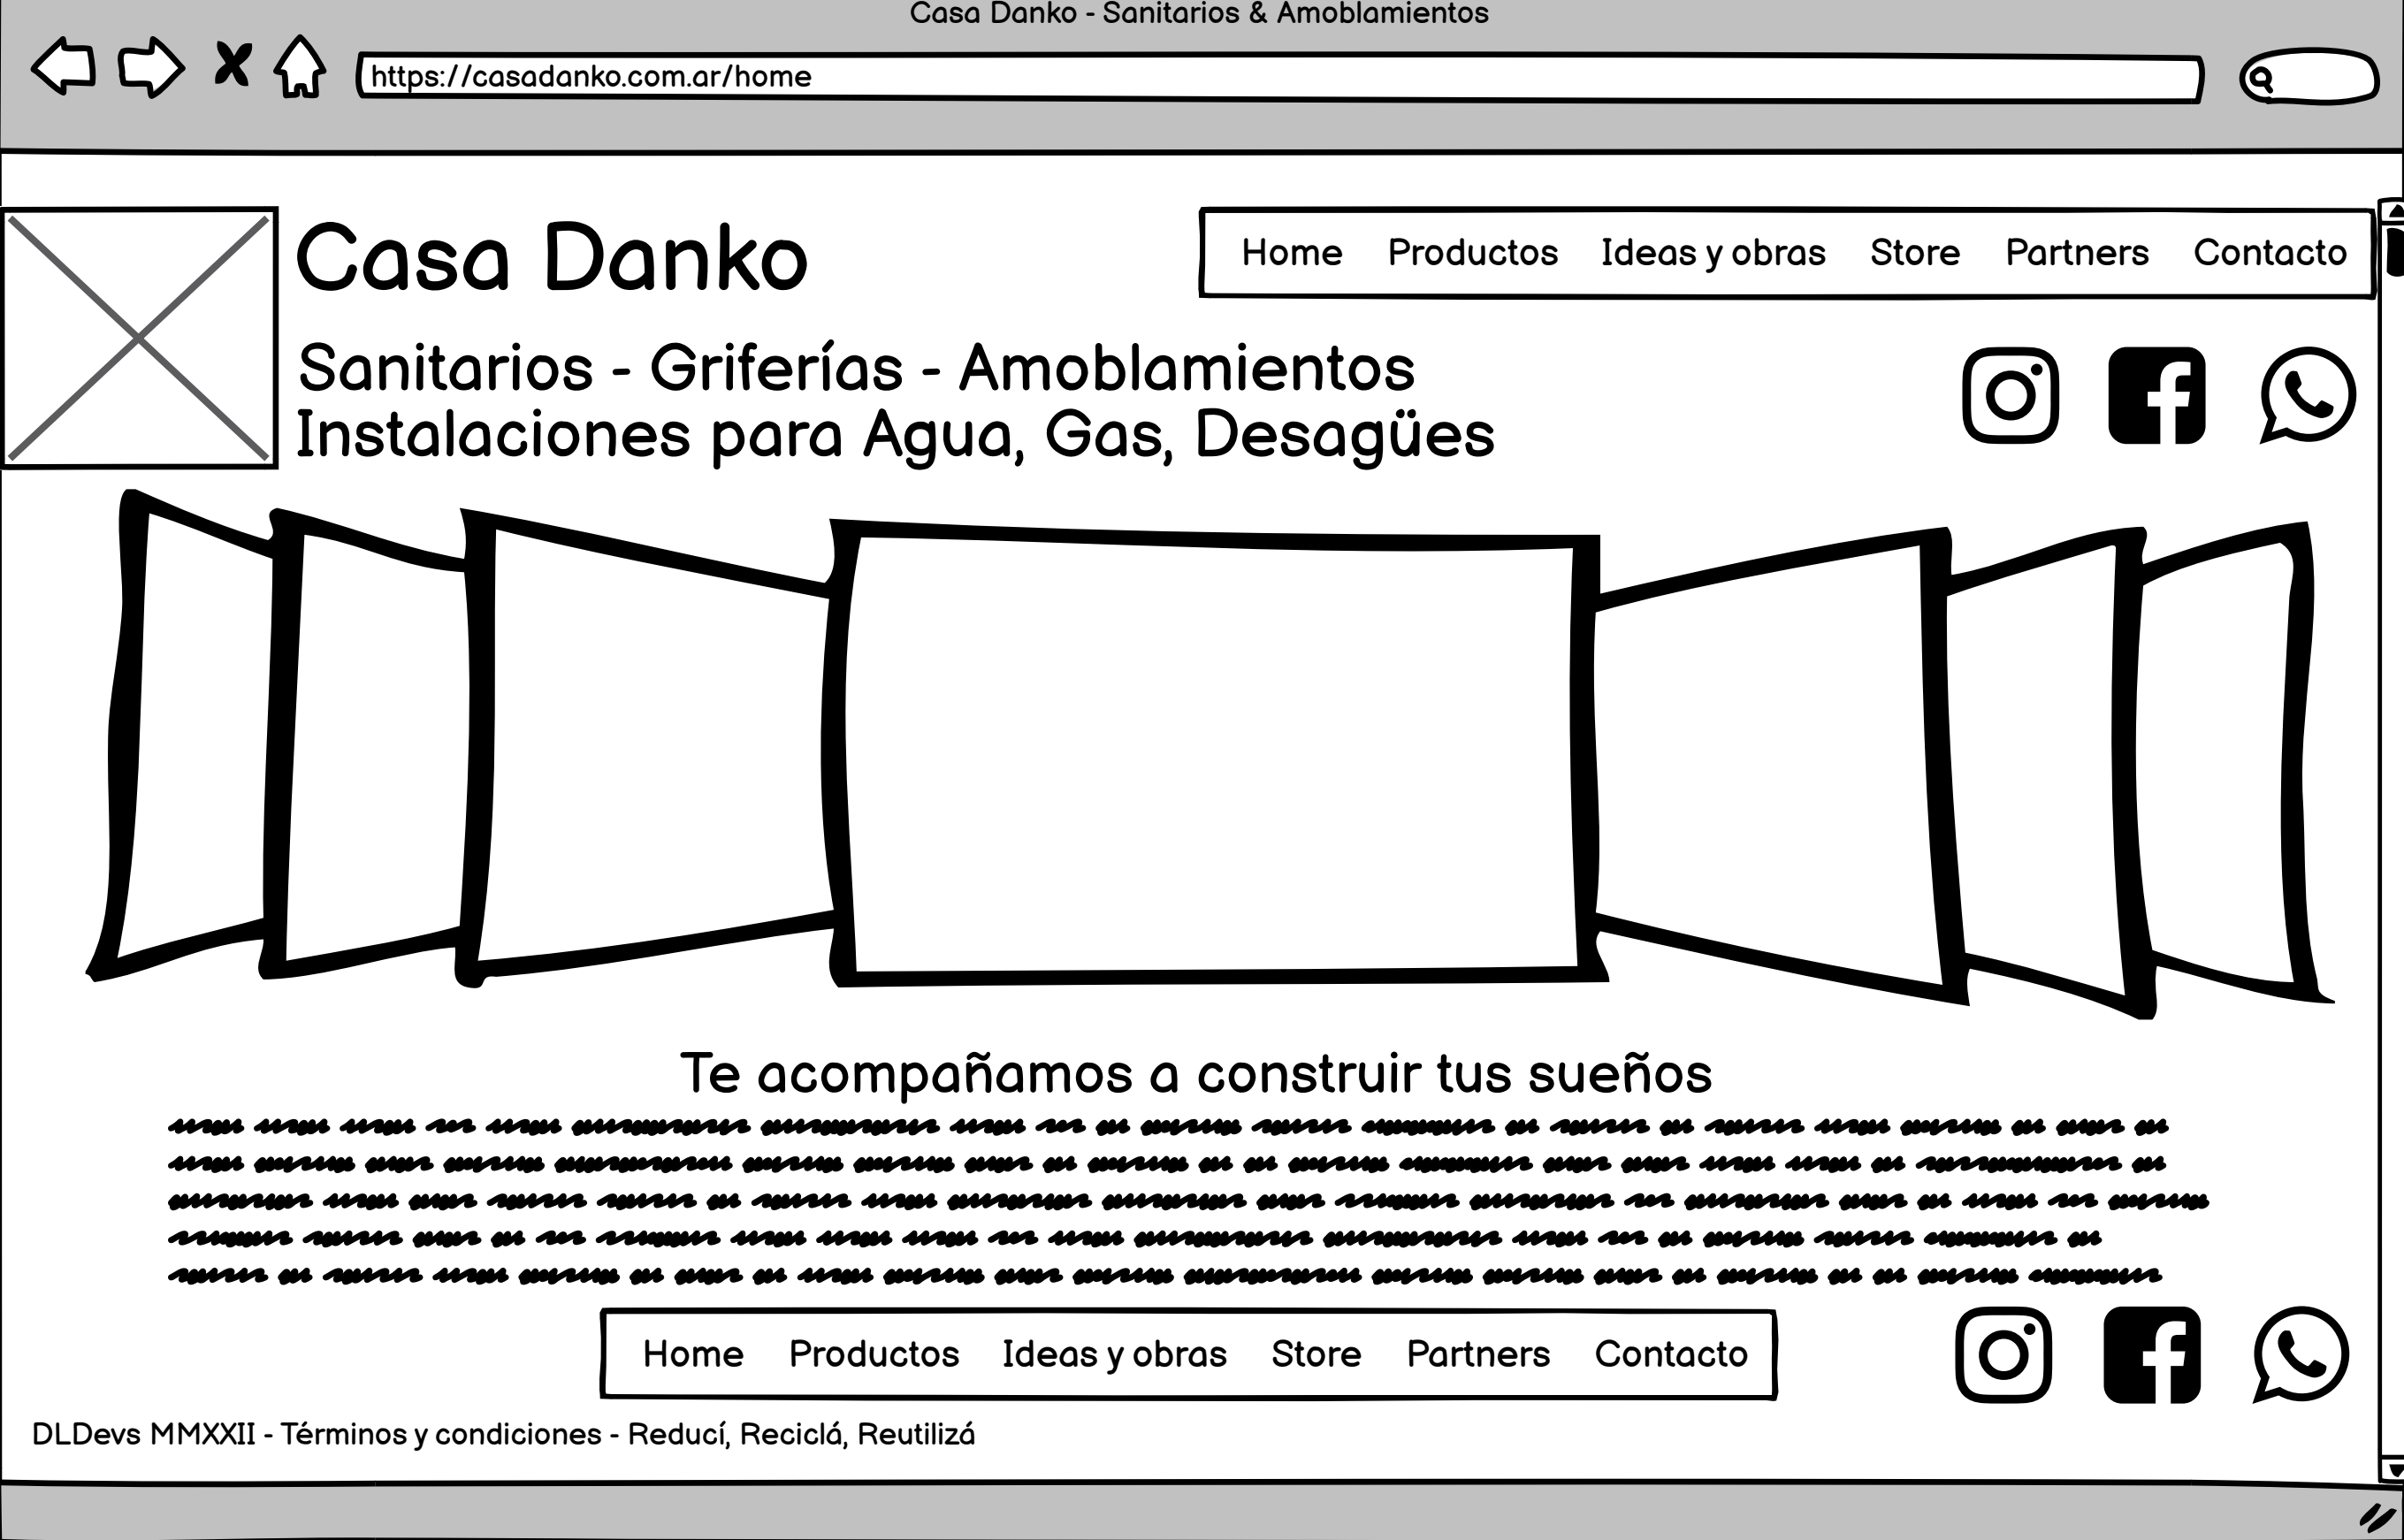 Casa Danko - Sanitarios & Amoblamientos
https://casadanko.com.ar/home
Casa Danko
Home Productos Ideas y obras Store Partners Contacto
Sanitarios - Griferías - Amoblamientos
Instalaciones para Agua, Gas, Desagües
Te acompañamos a construir tus sueños
Home Productos Ideas y obras Store Partners Contacto
DLDevs MMXXII - Términos y condiciones - Reducí, Reciclá, Reutilizá